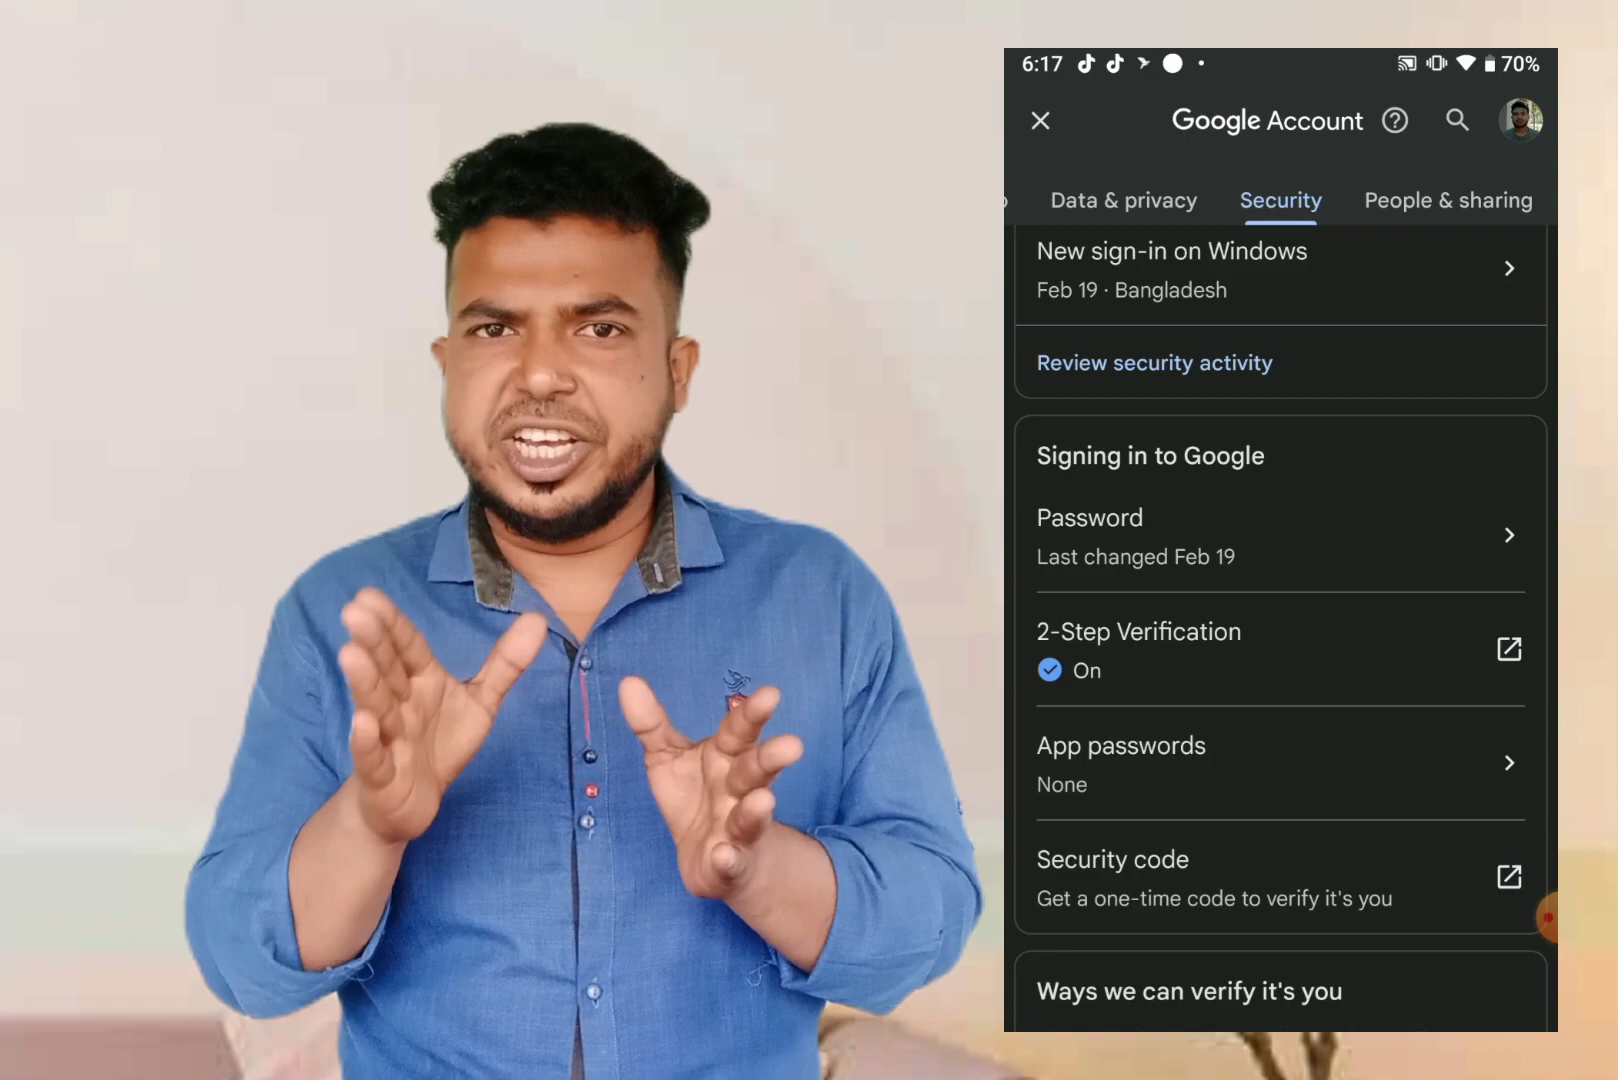 6:17 70%
Google Account
Data & privacy Security People & sharing
New sign-in on Windows
Feb 19 · Bangladesh
Review security activity
Signing in to Google
Password
Last changed Feb 19
2-Step Verification
On
App passwords
None
Security code
Get a one-time code to verify it's you
Ways we can verify it's you